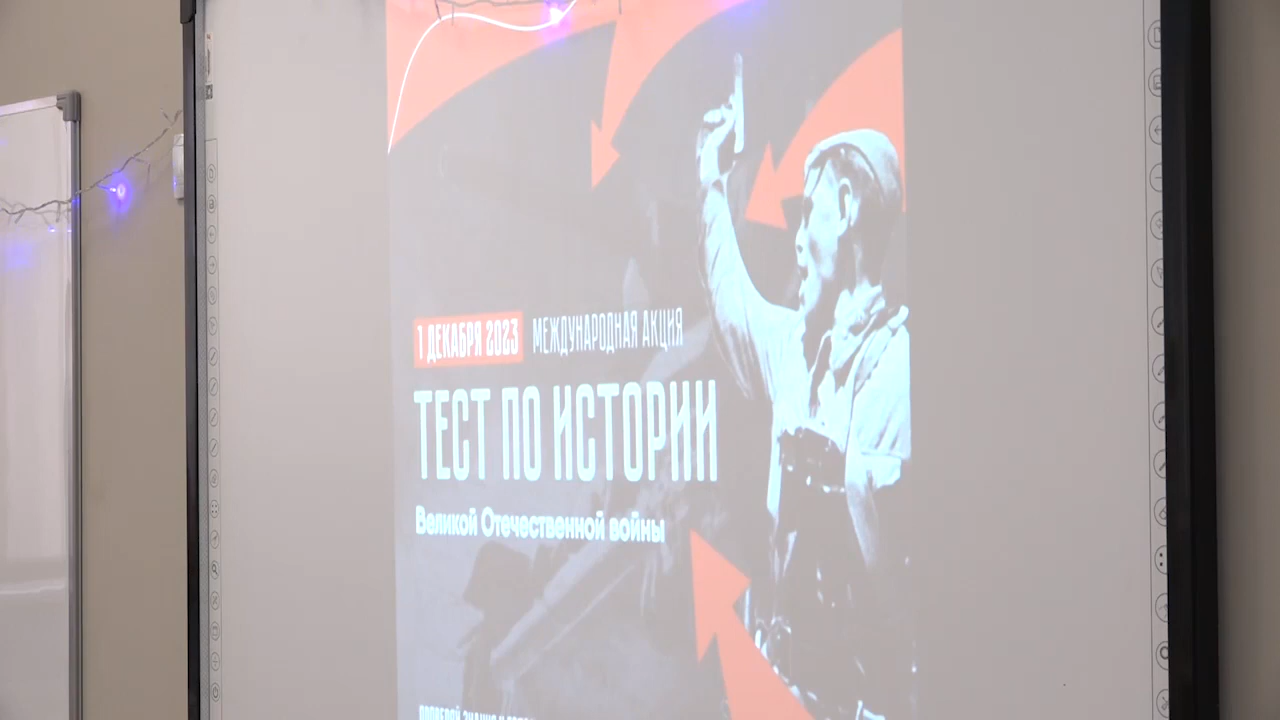 1 ДЕКАБРЯ 2023 МЕЖДУНАРОДНАЯ АКЦИЯ
ТЕСТ ПО ИСТОРИИ
Великой Отечественной войны